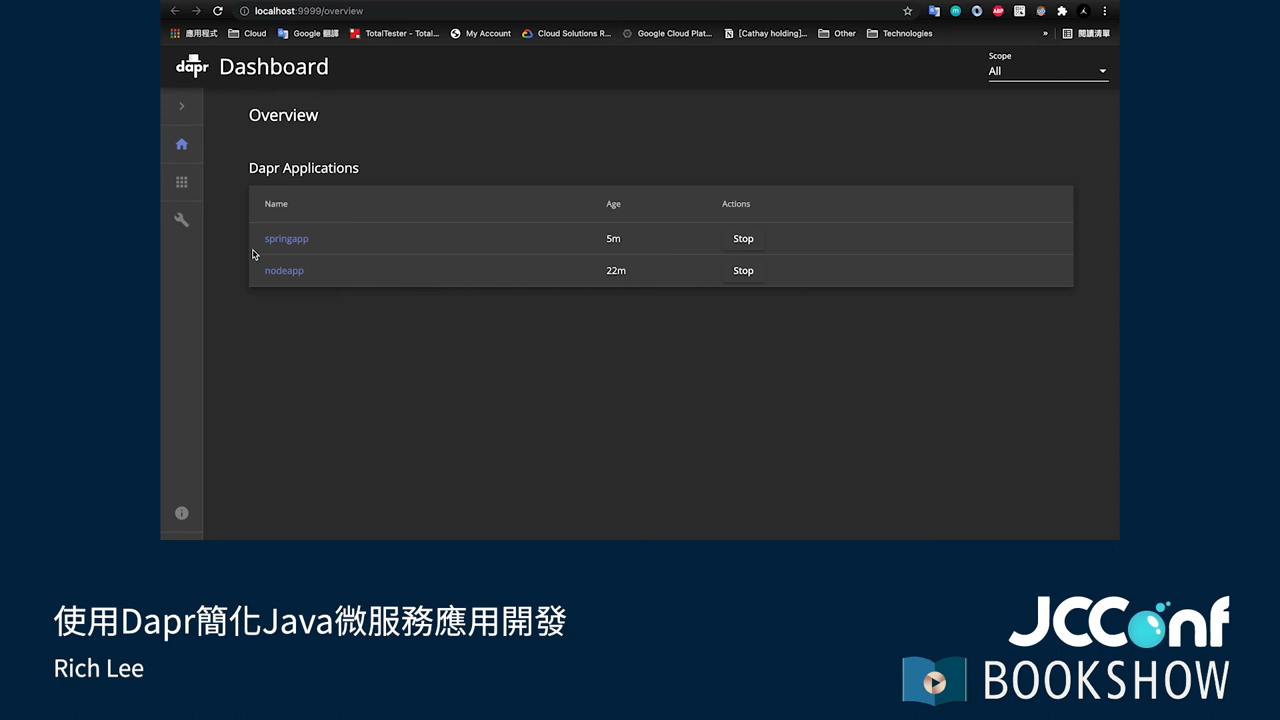 localhost:9999/overview
應用程式 Cloud Google 翻譯 TotalTester - Total... My Account Cloud Solutions R... Google Cloud Plat... [Cathay holding]... Other Technologies » 閱讀清單
dapr Dashboard
Scope
All
Overview
Dapr Applications
Name Age Actions
springapp 5m Stop
nodeapp 22m Stop
使用Dapr簡化Java微服務應用開發
Rich Lee
JCConf
BOOKSHOW